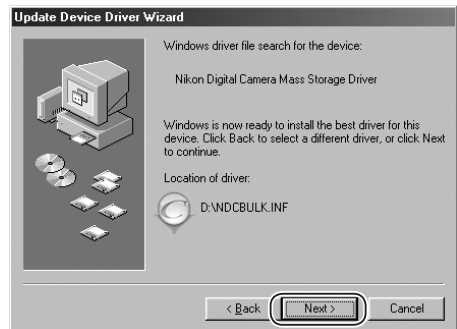 Update Device Driver Wizard
Windows driver file search for the device:
Nikon Digital Camera Mass Storage Driver
Windows is now ready to install the best driver for this
device. Click Back to select a different driver, or click Next
to continue.
Location of driver:
D:\NDCBULK.INF
< Back
Next >
Cancel